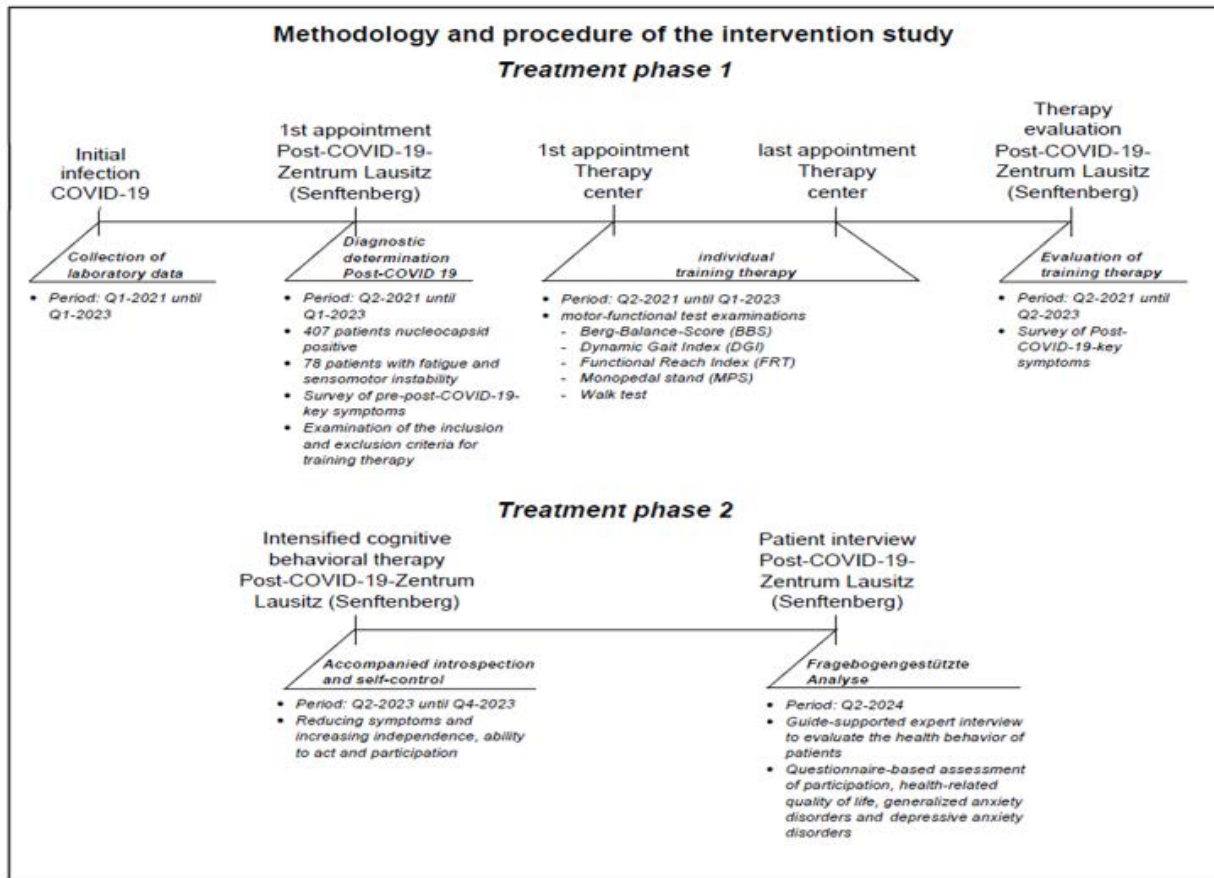 Methodology and procedure of the intervention study
Treatment phase 1
Initial
infection
COVID-19
1st appointment
Post-COVID-19-
Zentrum Lausitz
(Senftenberg)
1st appointment
Therapy
center
last appointment
Therapy
center
Therapy
evaluation
Post-COVID-19-
Zentrum Lausitz
(Senftenberg)
Collection of
laboratory data
• Period: Q1-2021 until
Q1-2023
Diagnostic
determination
Post-COVID 19
• Period: Q2-2021 until
Q1-2023
• 407 patients nucleocapsid
positive
• 78 patients with fatigue and
sensomotor instability
• Survey of pre-post-COVID-19-
key symptoms
• Examination of the inclusion
and exclusion criteria for
training therapy
individual
training therapy
• Period: Q2-2021 until Q1-2023
• motor-functional test examinations
- Berg-Balance-Score (BBS)
- Dynamic Gait Index (DGI)
- Functional Reach Index (FRT)
- Monopedal stand (MPS)
- Walk test
Evaluation of
training therapy
• Period: Q2-2021 until
Q2-2023
• Survey of Post-
COVID-19-key
symptoms
Treatment phase 2
Intensified cognitive
behavioral therapy
Post-COVID-19-Zentrum
Lausitz (Senftenberg)
Patient interview
Post-COVID-19-
Zentrum Lausitz
(Senftenberg)
Accompanied introspection
and self-control
• Period: Q2-2023 until Q4-2023
• Reducing symptoms and
increasing independence, ability
to act and participation
Fragebogengestützte
Analyse
• Period: Q2-2024
• Guide-supported expert interview
to evaluate the health behavior of
patients
• Questionnaire-based assessment
of participation, health-related
quality of life, generalized anxiety
disorders and depressive anxiety
disorders